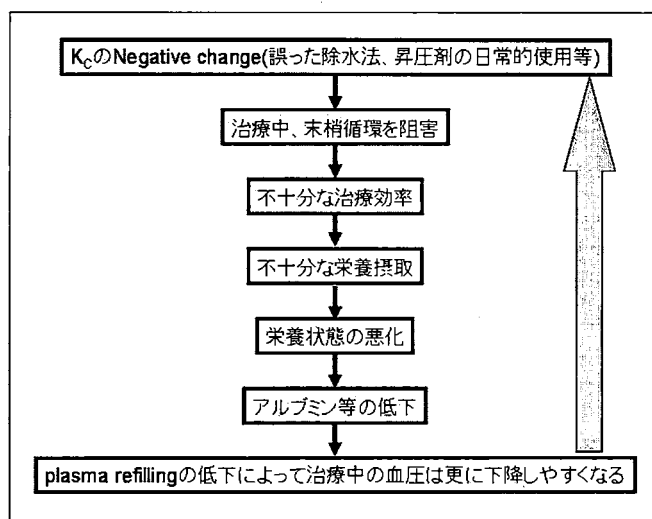 KCのNegative change(誤った除水法、昇圧剤の日常的使用等)
治療中、末梢循環を阻害
不十分な治療効率
不十分な栄養摂取
栄養状態の悪化
アルブミン等の低下
plasma refillingの低下によって治療中の血圧は更に下降しやすくなる